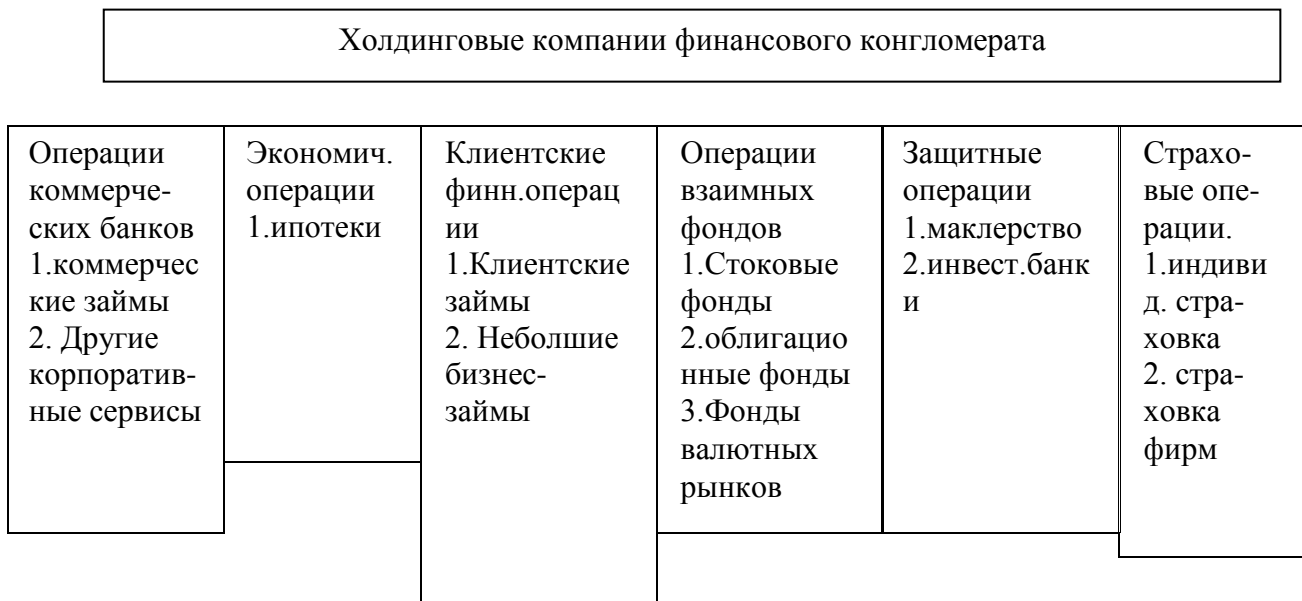 Холдинговые компании финансового конгломерата
Операции
коммерче-
ских банков
1.коммерчес
кие займы
2. Другие
корпоратив-
ные сервисы
Экономич.
операции
1.ипотеки
Клиентские
финн.операц
ии
1.Клиентские
займы
2. Неболшие
бизнес-
займы
Операции
взаимных
фондов
1.Стоковые
фонды
2.облигацио
нные фонды
3.Фонды
валютных
рынков
Защитные
операции
1.маклерство
2.инвест.банк
и
Страхо-
вые опе-
рации.
1.индиви
д. стра-
ховка
2. стра-
ховка
фирм